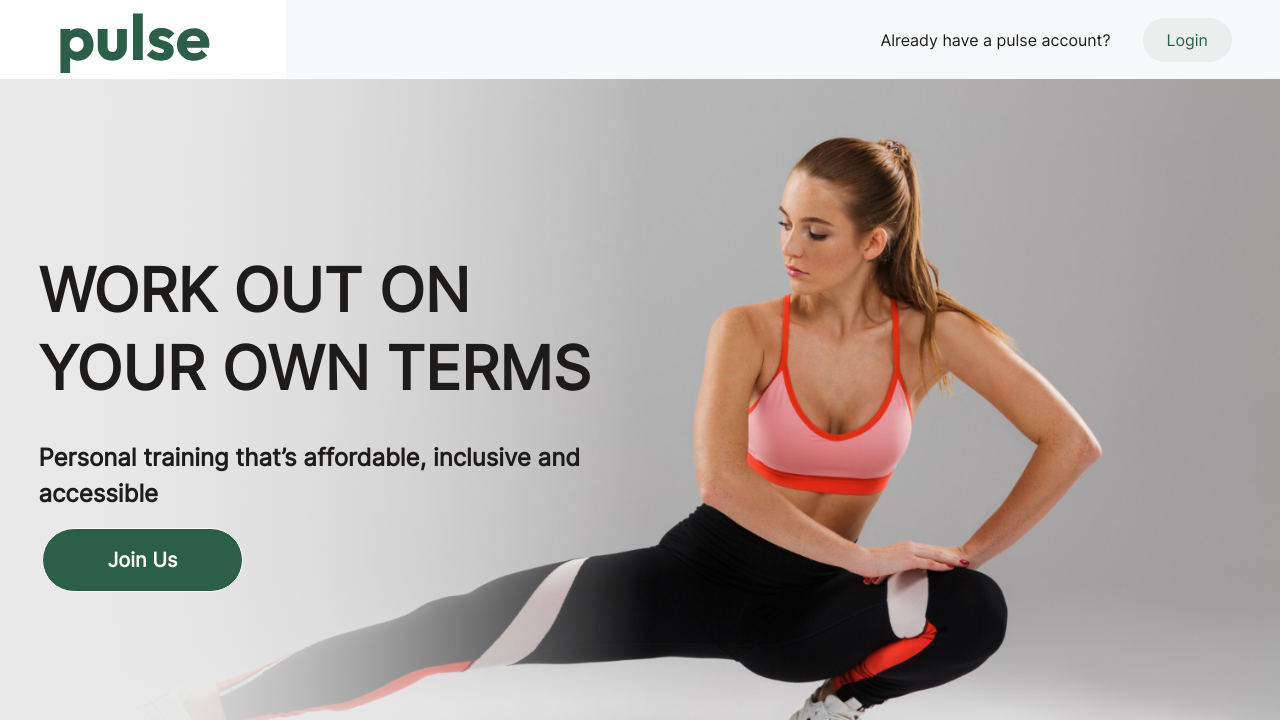 pulse
Already have a pulse account?
Login
WORK OUT ON
YOUR OWN TERMS
Personal training that’s affordable, inclusive and
accessible
Join Us